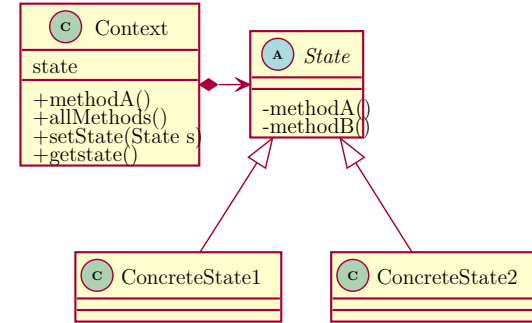 C Context
state
+methodA()
+allMethods()
+setState(State s)
+getstate()
A State
-methodA()
-methodB()
C ConcreteState1
C ConcreteState2